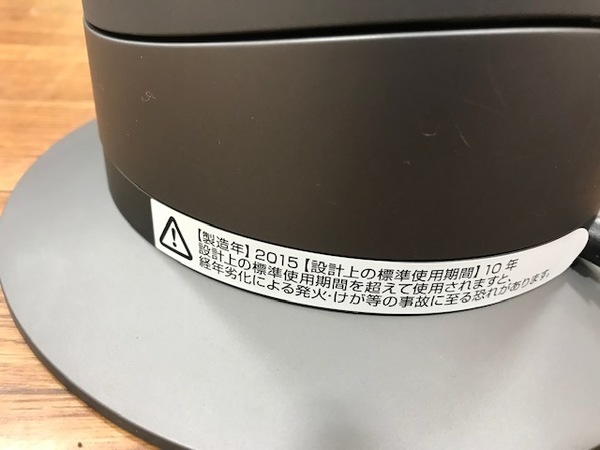 【製造年】2015【設計上の標準使用期間】10年
設計上の標準使用期間を超えて使用されますと、
経年劣化による発火・けが等の事故に至る恐れがあります。